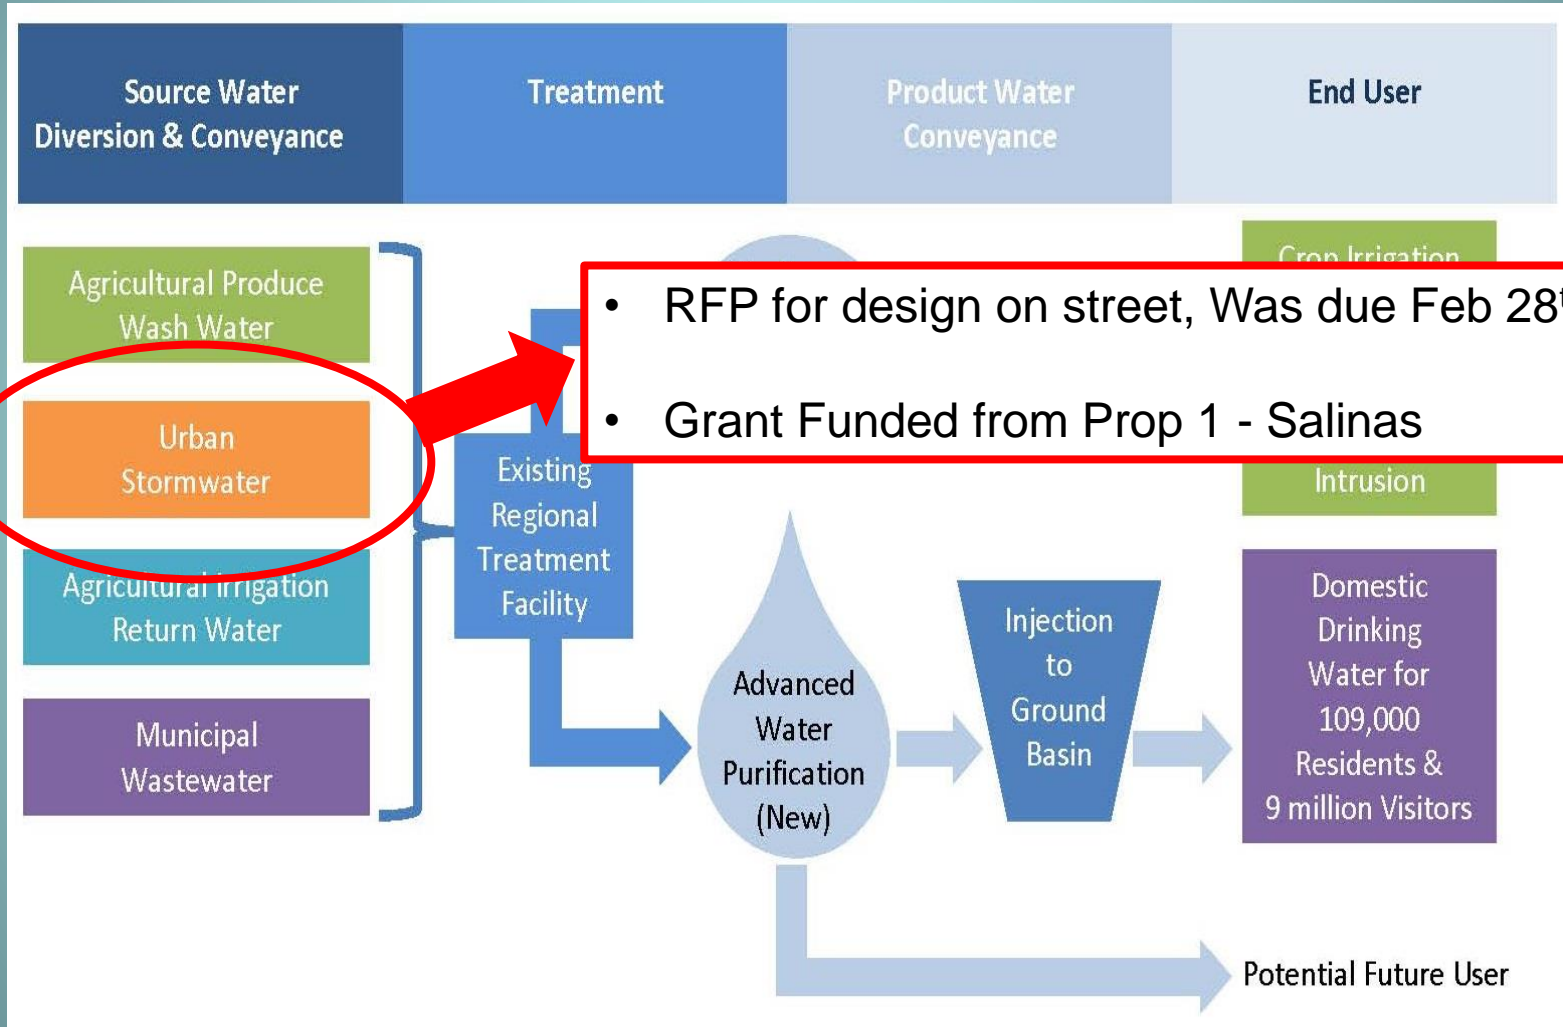 Source Water
Diversion & Conveyance
Treatment
Product Water
Conveyance
End User
Agricultural Produce
Wash Water
Urban
Stormwater
Agricultural Irrigation
Return Water
Municipal
Wastewater
• RFP for design on street, Was due Feb 28t
• Grant Funded from Prop 1 - Salinas
Existing
Regional
Treatment
Facility
Advanced
Water
Purification
(New)
Injection
to
Ground
Basin
Crop Irrigation
Intrusion
Domestic
Drinking
Water for
109,000
Residents &
9 million Visitors
Potential Future User